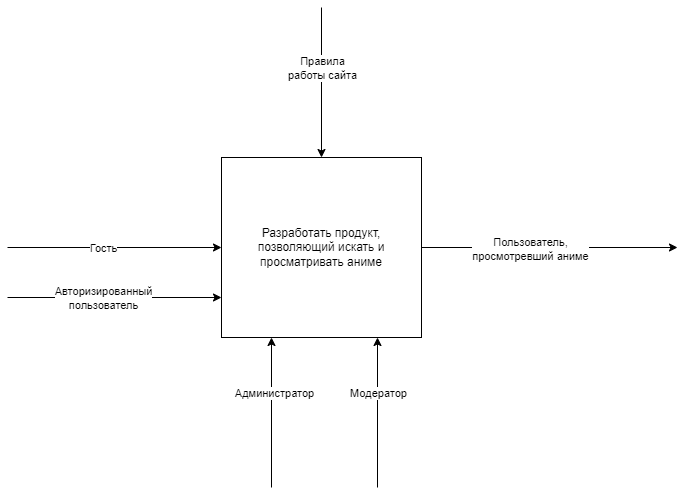 Правила
работы сайта
Разработать продукт,
позволяющий искать и
просматривать аниме
Гость
Пользователь,
просмотревший аниме
Авторизированный
пользователь
Администратор
Модератор